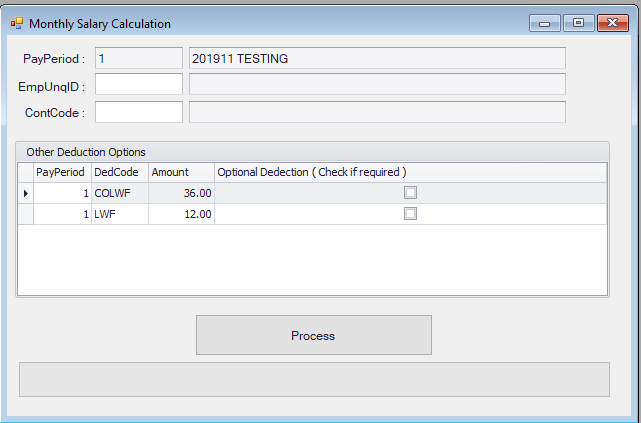 Monthly Salary Calculation
PayPeriod : 1 201911 TESTING
EmpUnqID :
ContCode :
Other Deduction Options
PayPeriod DedCode Amount Optional Dedection ( Check if required )
1 COLWF 36.00
1 LWF 12.00
Process